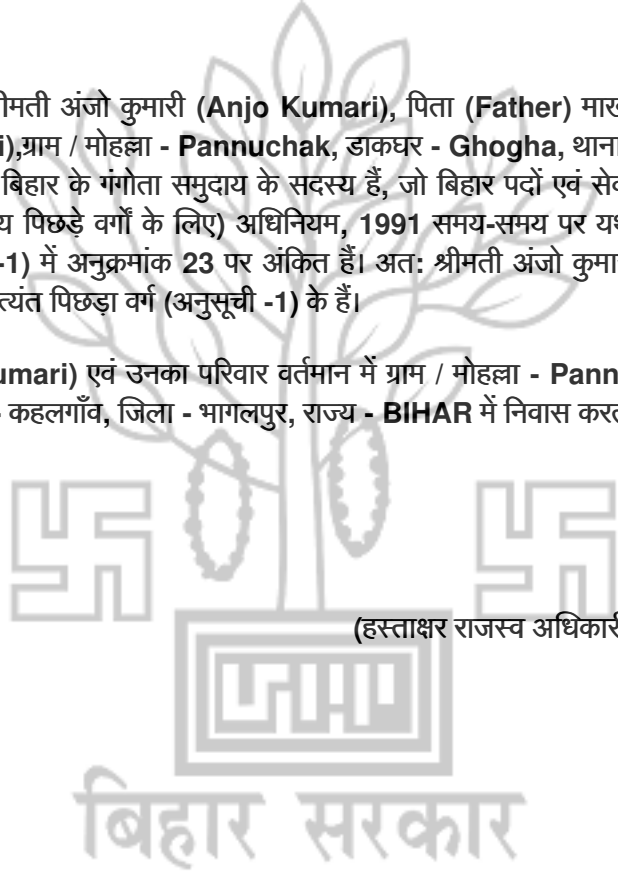 ीमती अंजो कुमारी (Anjo Kumari), पिता (Father) माख
i),ग्राम / मोहल्ला - Pannuchak, डाकघर - Ghogha, थाना
बिहार के गंगोता समुदाय के सदस्य हैं, जो बिहार पदों एवं सेव
य पिछड़े वर्गों के लिए) अधिनियम, 1991 समय-समय पर यथ
-1) में अनुक्रमांक 23 पर अंकित हैं। अत: श्रीमती अंजो कुमा
त्यंत पिछड़ा वर्ग (अनुसूची -1) के हैं।
umari) एवं उनका परिवार वर्तमान में ग्राम / मोहल्ला - Pann
कहलगाँव, जिला - भागलपुर, राज्य - BIHAR में निवास करत
(हस्ताक्षर राजस्व अधिकारी
बिहार सरकार